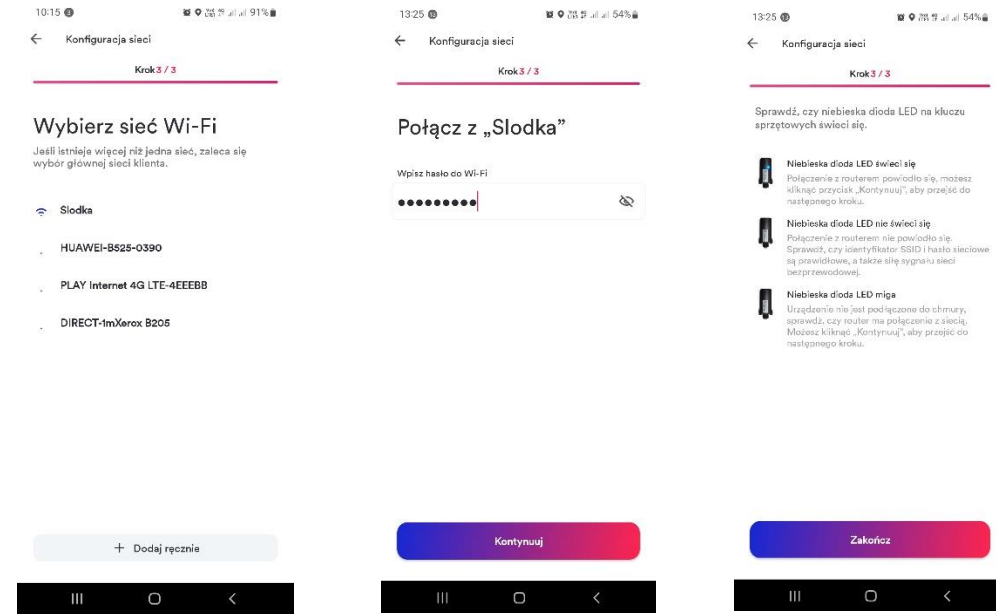 10:15
91%
Konfiguracja sieci
Krok 3 / 3
Wybierz sieć Wi-Fi
Jeśli istnieje więcej niż jedna sieć, zaleca się
wybór głównej sieci klienta.
Slodka
HUAWEI-B525-0390
PLAY Internet 4G LTE-4EEEBB
DIRECT-1mXerox B205
+ Dodaj ręcznie
13:25
54%
Konfiguracja sieci
Krok 3 / 3
Połącz z „Slodka”
Wpisz hasło do Wi-Fi
Kontynuuj
13:25
54%
Konfiguracja sieci
Krok 3 / 3
Sprawdź, czy niebieska dioda LED na kluczu
sprzętowych świeci się.
Niebieska dioda LED świeci się
Połączenie z routerem powiodło się, możesz
kliknąć przycisk „Kontynuuj”, aby przejść do
następnego kroku.
Niebieska dioda LED nie świeci się
Połączenie z routerem nie powiodło się.
Sprawdź, czy identyfikator SSID i hasło sieciowe
są prawidłowe, a także siłę sygnału sieci
bezprzewodowej.
Niebieska dioda LED miga
Urządzenie nie jest podłączone do chmury,
sprawdź, czy router ma połączenie z siecią.
Możesz kliknąć „Kontynuuj”, aby przejść do
następnego kroku.
Zakończ